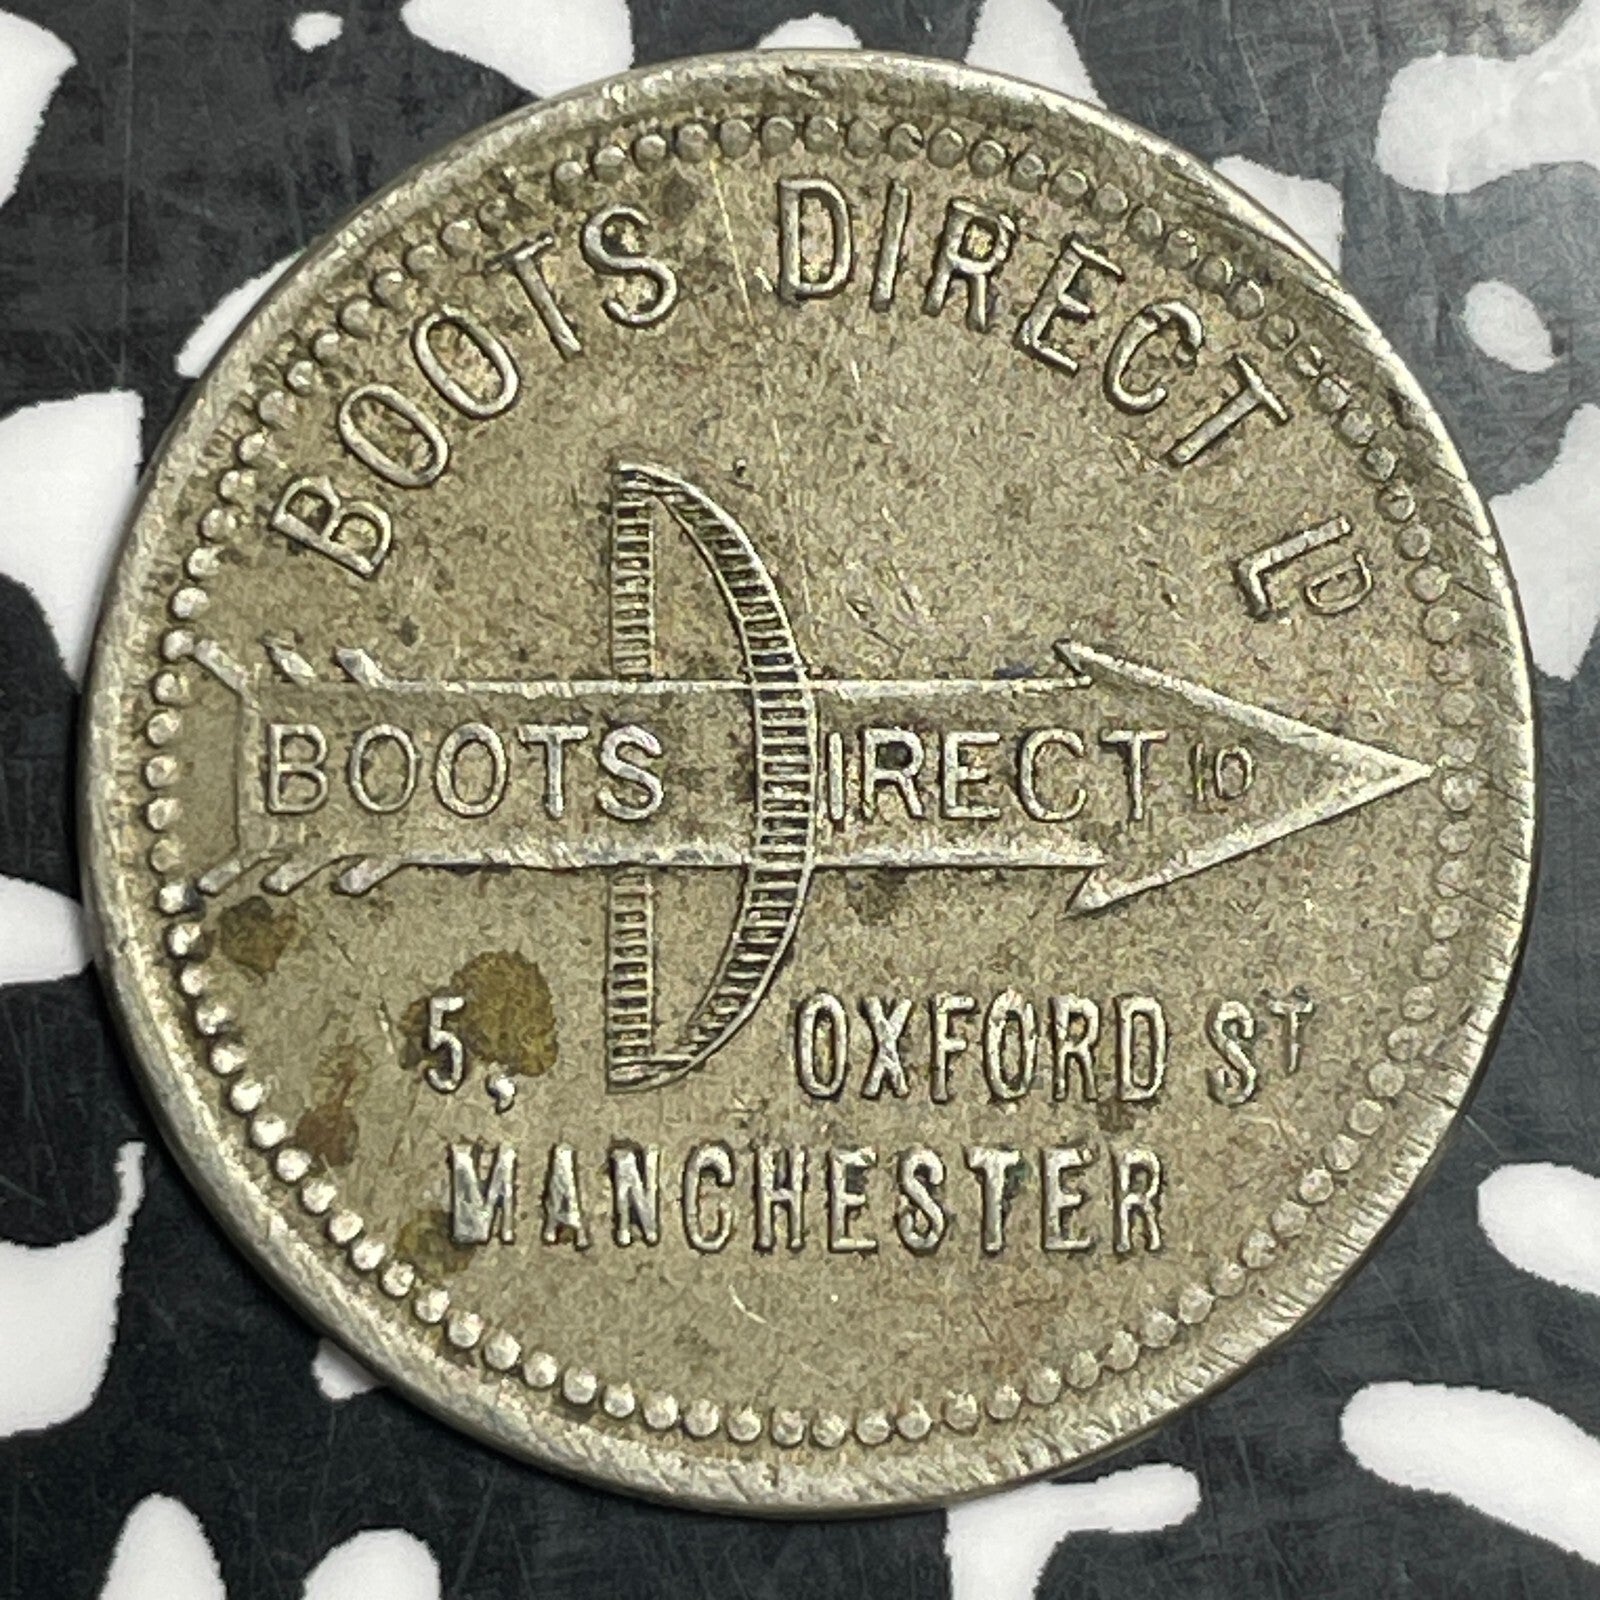 BOOTS DIRECT LD
BOOTS DIRECT LD
5, OXFORD ST
MANCHESTER